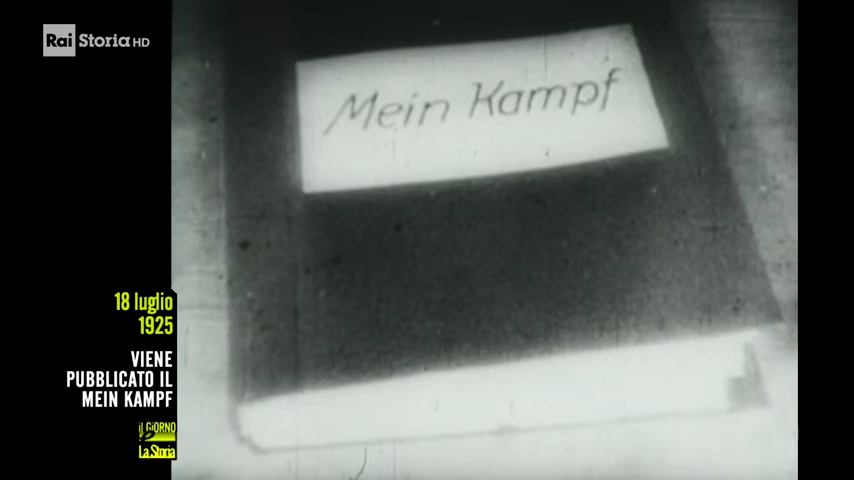 Rai Storia HD
Mein Kampf
18 luglio
1925
VIENE
PUBBLICATO IL
MEIN KAMPF
il GIORNO
e
La Storia